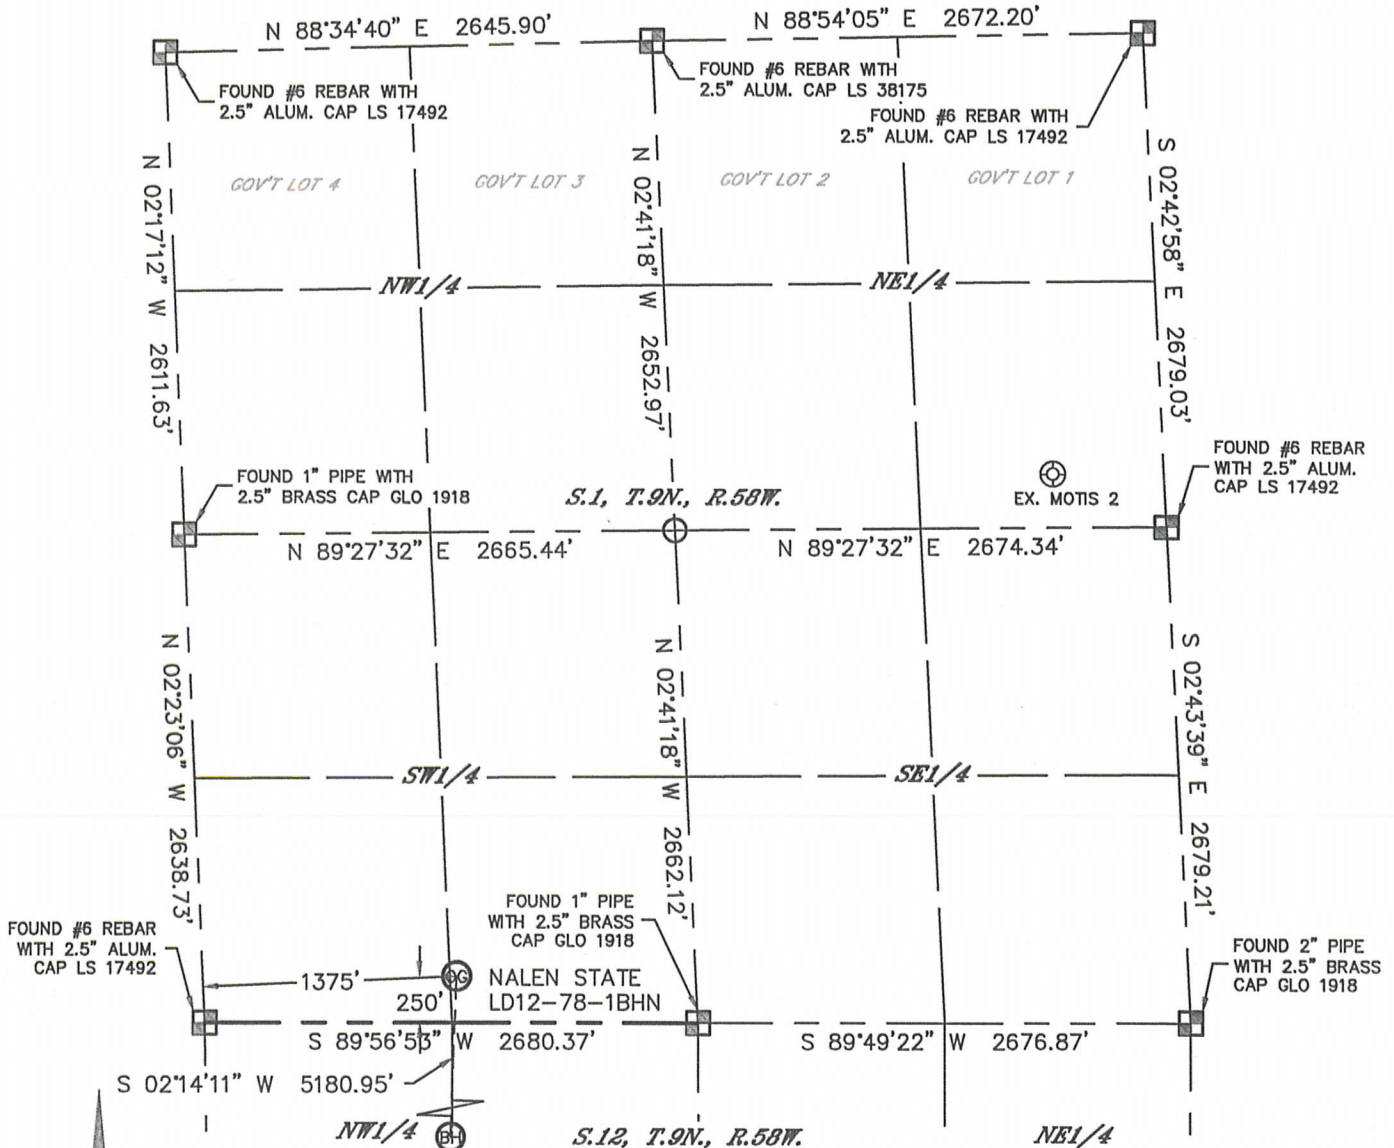 N 88°34'40" E 2645.90'
N 88°54'05" E 2672.20'
FOUND #6 REBAR WITH
2.5" ALUM. CAP LS 17492
FOUND #6 REBAR WITH
2.5" ALUM. CAP LS 38175
FOUND #6 REBAR WITH
2.5" ALUM. CAP LS 17492
N 02°17'12" W 2611.63'
N 02°41'18" W 2652.97'
S 02°42'58" E 2679.03'
GOV'T LOT 4
GOV'T LOT 3
GOV'T LOT 2
GOV'T LOT 1
NW1/4
NE1/4
FOUND 1" PIPE WITH
2.5" BRASS CAP GLO 1918
S.1, T.9N., R.58W.
EX. MOTIS 2
FOUND #6 REBAR
WITH 2.5" ALUM.
CAP LS 17492
N 89°27'32" E 2665.44'
N 89°27'32" E 2674.34'
N 02°23'06" W 2638.73'
N 02°41'18" W 2662.12'
S 02°43'39" E 2679.21'
SW1/4
SE1/4
FOUND #6 REBAR
WITH 2.5" ALUM.
CAP LS 17492
FOUND 1" PIPE
WITH 2.5" BRASS
CAP GLO 1918
FOUND 2" PIPE
WITH 2.5" BRASS
CAP GLO 1918
1375'
250'
OG
NALEN STATE
LD12-78-1BHN
S 89°56'53" W 2680.37'
S 89°49'22" W 2676.87'
S 02°14'11" W 5180.95'
NW1/4
BH
S.12, T.9N., R.58W.
NE1/4